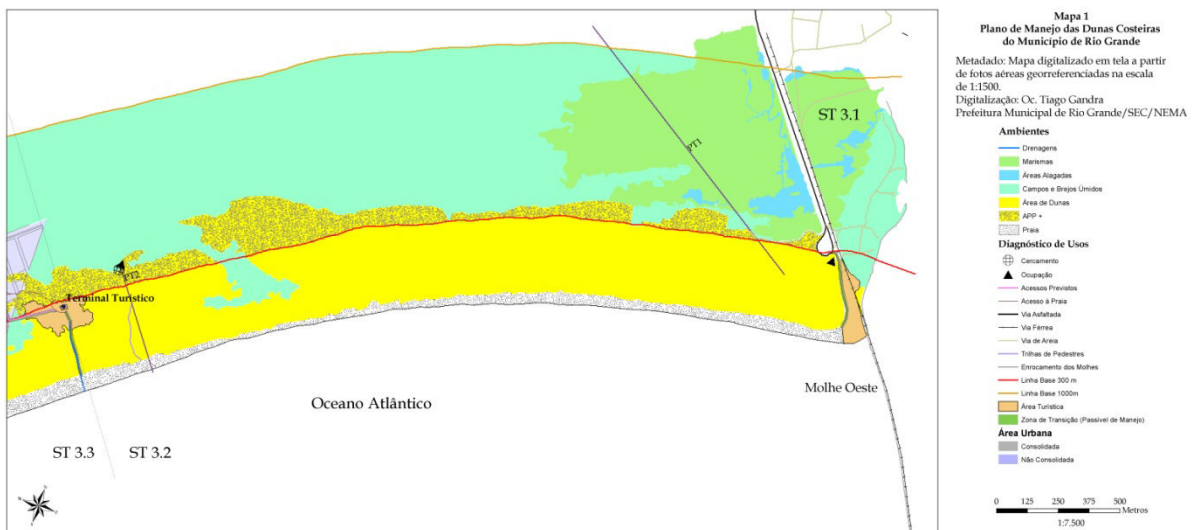 Mapa 1
Plano de Manejo das Dunas Costeiras
do Município de Rio Grande
Metadado: Mapa digitalizado em tela a partir
de fotos aéreas georreferenciadas na escala
de 1:1500.
Digitalização: Oc. Tiago Gandra
Prefeitura Municipal de Rio Grande/SEC/NEMA
Ambientes
Drenagens
Marismas
Áreas Alagadas
Campos e Brejos Úmidos
Área de Dunas
APP +
Praia
Diagnóstico de Usos
Cercamento
Ocupação
Acessos Previstos
Acesso à Praia
Via Asfaltada
Via Férrea
Via de Areia
Trilhas de Pedestres
Enrocamento dos Molhes
Linha Base 300 m
Linha Base 1000m
Área Turística
Zona de Transição (Passível de Manejo)
Área Urbana
Consolidada
Não Consolidada
0 125 250 375 500
Metros
1:7.500
ST 3.1
PT1
PT2
Terminal Turístico
Molhe Oeste
Oceano Atlântico
ST 3.3
ST 3.2